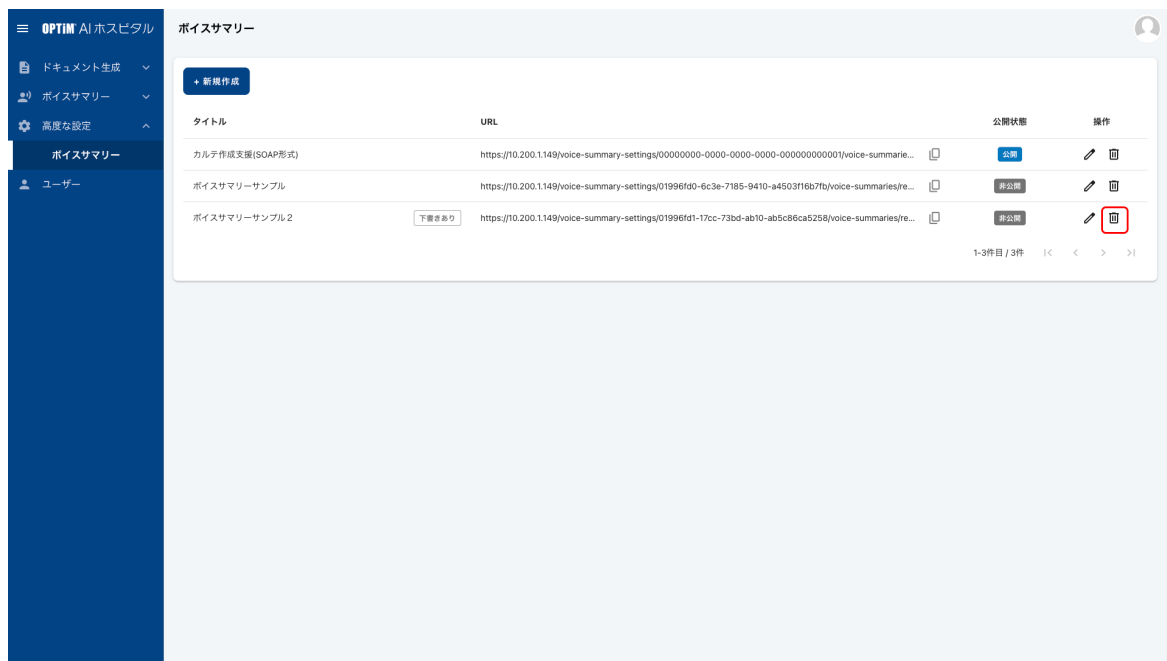 OPTiM AI ホスピタル
ボイスサマリー
ドキュメント生成
ボイスサマリー
高度な設定
ボイスサマリー
ユーザー
+ 新規作成
タイトル URL 公開状態 操作
カルテ作成支援(SOAP形式) https://10.200.1.149/voice-summary-settings/00000000-0000-0000-0000-000000000001/voice-summarie... 公開
ボイスサマリーサンプル https://10.200.1.149/voice-summary-settings/01996fd0-6c3e-7185-9410-a4503f16b7fb/voice-summaries/re... 非公開
ボイスサマリーサンプル２ 下書きあり https://10.200.1.149/voice-summary-settings/01996fd1-17cc-73bd-ab10-ab5c86ca5258/voice-summaries/re... 非公開
1-3件目 / 3件